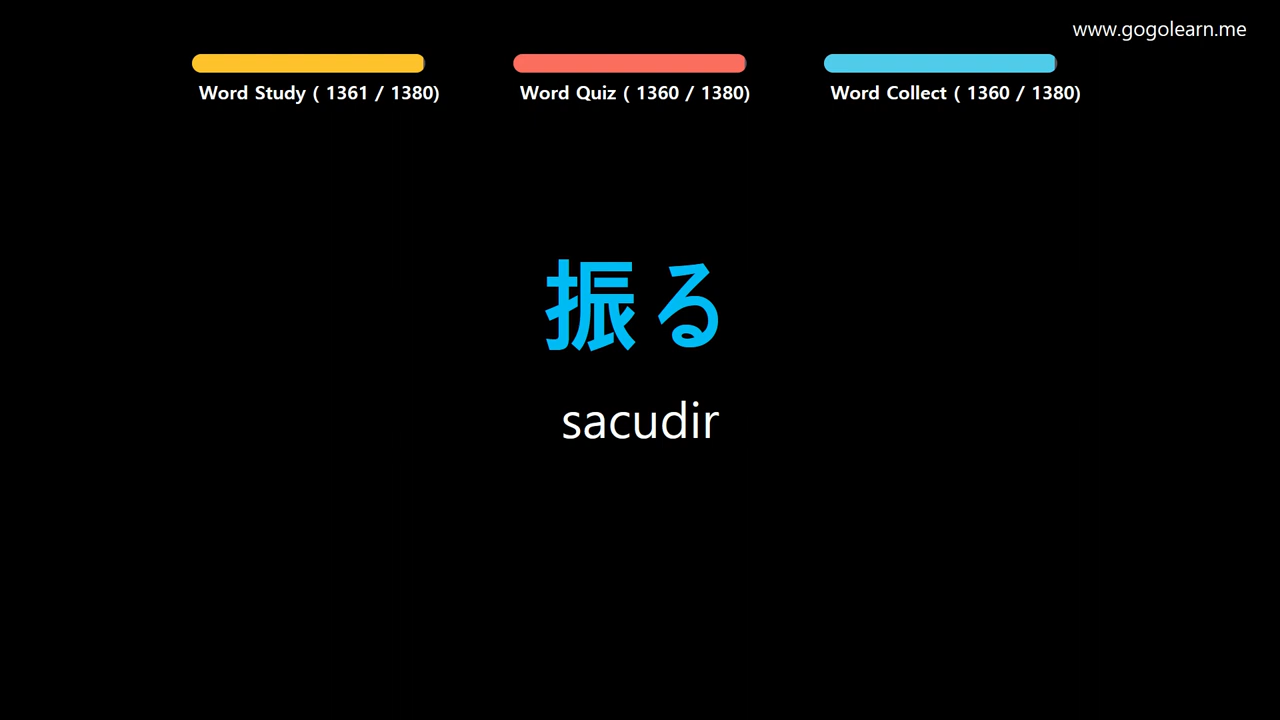 www.gogolearn.me
Word Study ( 1361 / 1380)
Word Quiz ( 1360 / 1380)
Word Collect ( 1360 / 1380)
振る
sacudir